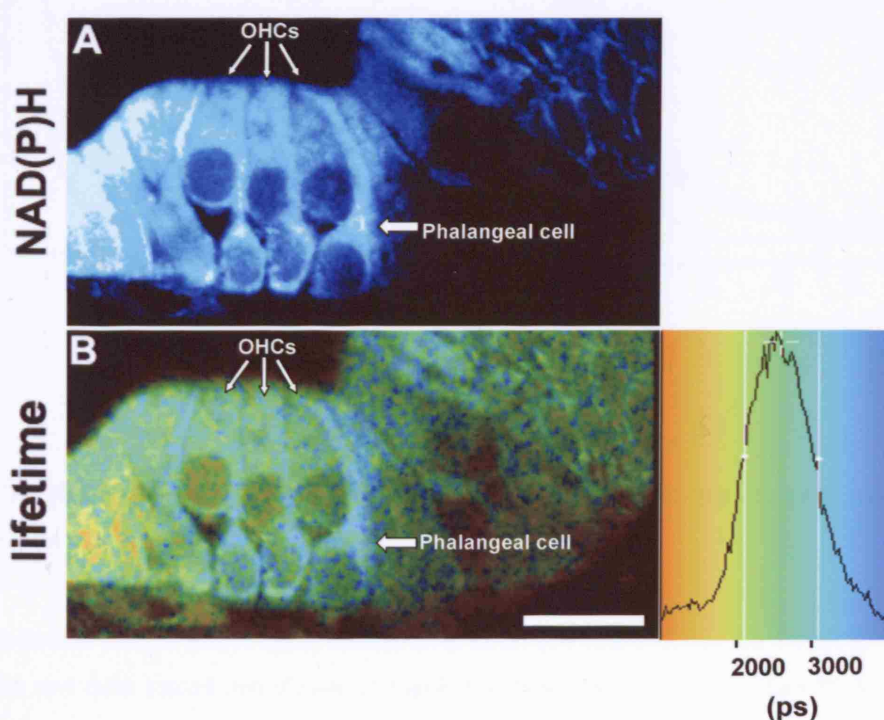 A
OHCs
NAD(P)H
Phalangeal cell
B
OHCs
lifetime
Phalangeal cell
2000 3000
(ps)